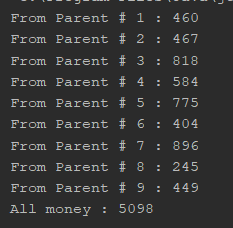 From Parent # 1 : 460
From Parent # 2 : 467
From Parent # 3 : 818
From Parent # 4 : 584
From Parent # 5 : 775
From Parent # 6 : 404
From Parent # 7 : 896
From Parent # 8 : 245
From Parent # 9 : 449
All money : 5098